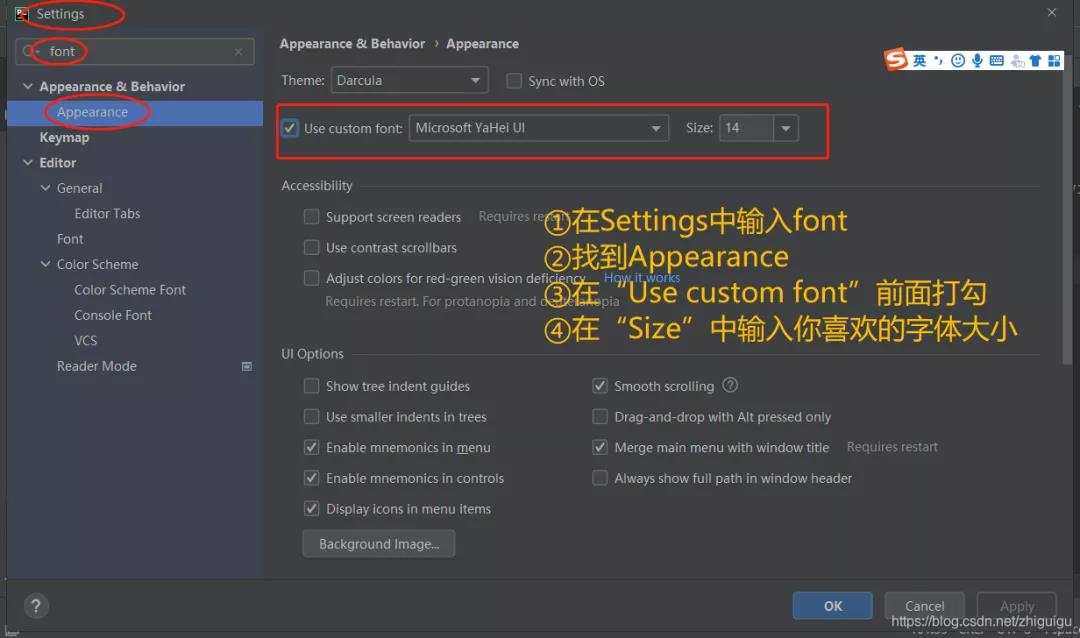 Settings
font
Appearance & Behavior › Appearance
英
Appearance & Behavior
Theme: Darcula Sync with OS
Appearance
Use custom font: Microsoft YaHei UI Size: 14
Keymap
Editor
General
Accessibility
Editor Tabs
Support screen readers Requires restart
①在Settings中输入font
Font
Use contrast scrollbars
②找到Appearance
Color Scheme
Adjust colors for red-green vision deficiency How it works
Color Scheme Font
Requires restart. For protanopia and deuteranopia
③在“Use custom font”前面打勾
Console Font
④在“Size”中输入你喜欢的字体大小
VCS
UI Options
Reader Mode
Show tree indent guides Smooth scrolling ?
Use smaller indents in trees Drag-and-drop with Alt pressed only
Enable mnemonics in menu Merge main menu with window title Requires restart
Enable mnemonics in controls Always show full path in window header
Display icons in menu items
Background Image...
? OK Cancel Apply
https://blog.csdn.net/zhiguigu